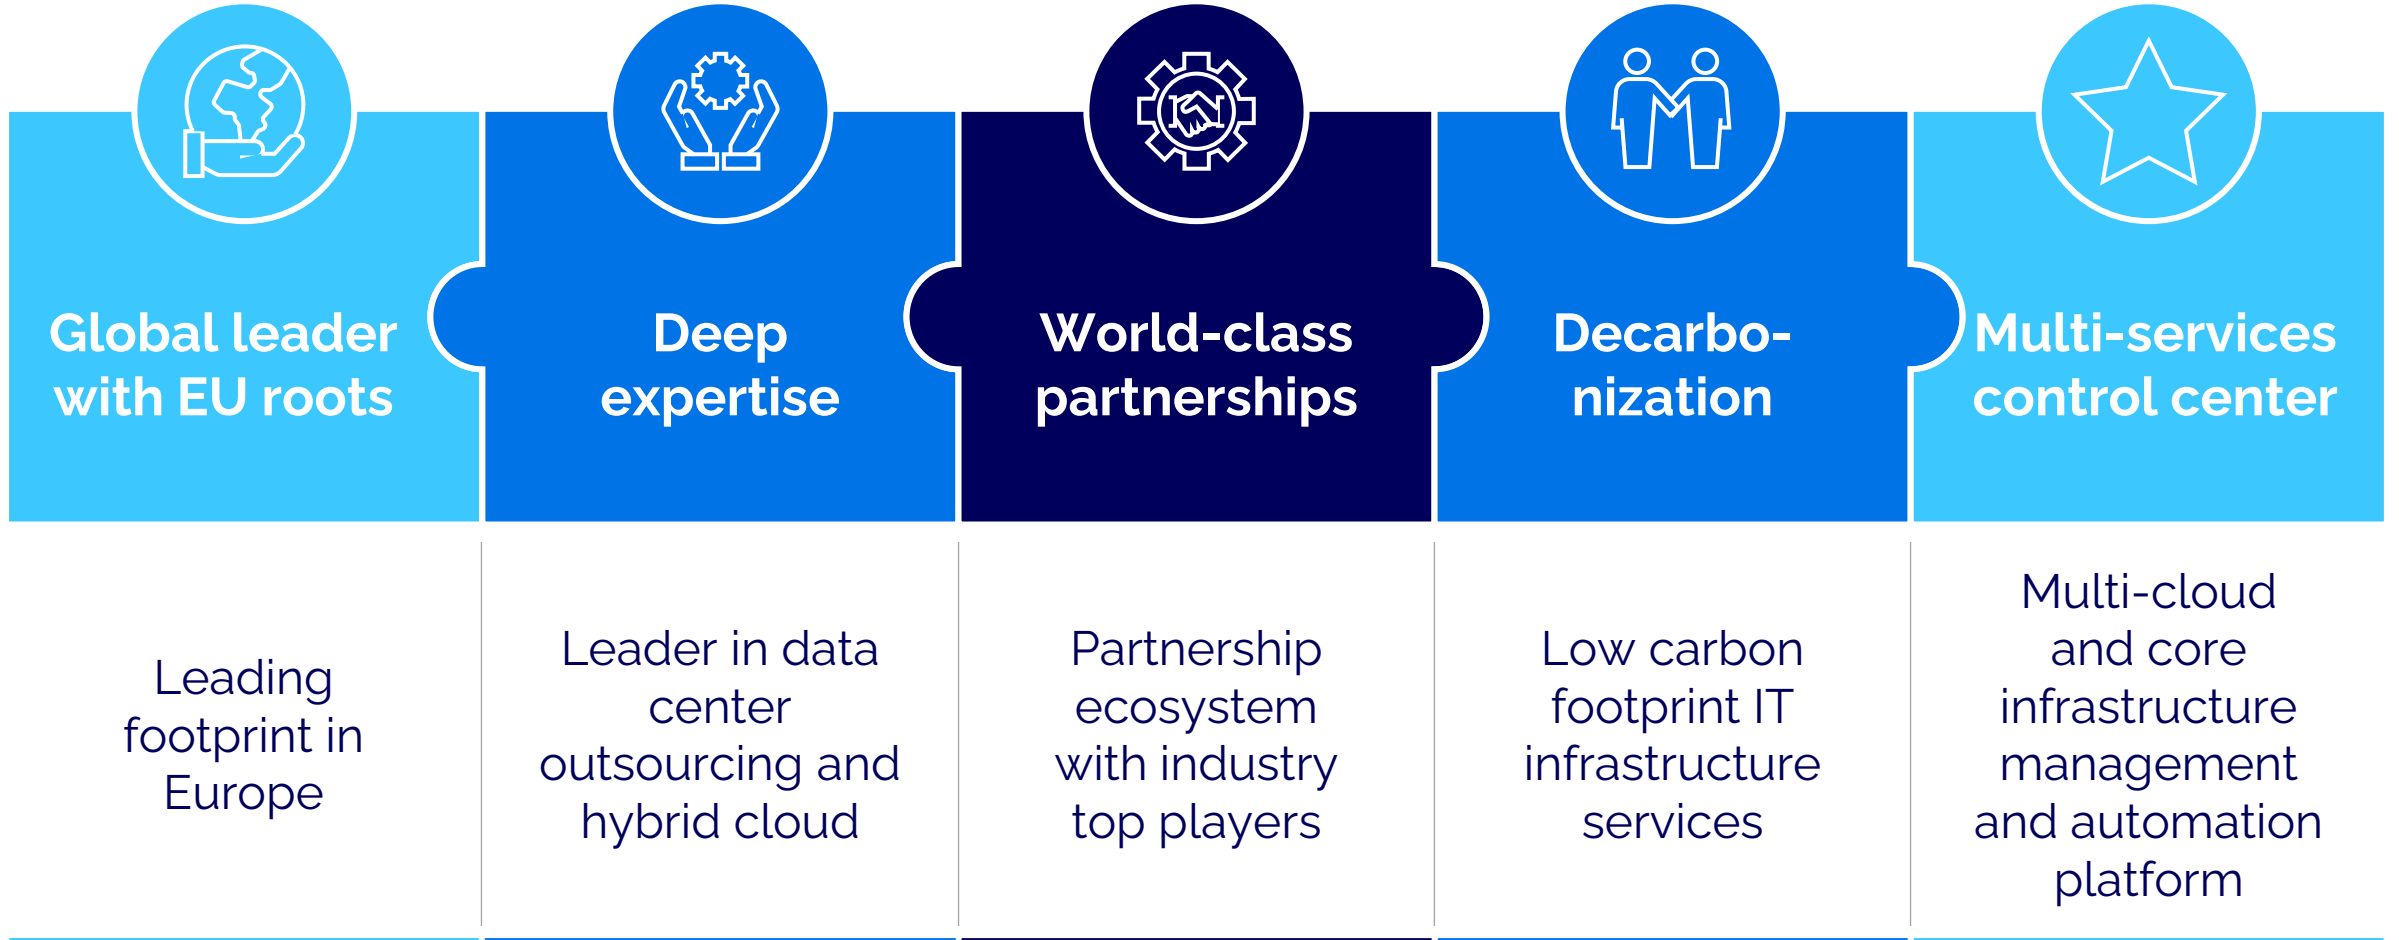 Global leader
with EU roots
Deep
expertise
World-class
partnerships
Decarbo-
nization
Multi-services
control center
Leading
footprint in
Europe
Leader in data
center
outsourcing and
hybrid cloud
Partnership
ecosystem
with industry
top players
Low carbon
footprint IT
infrastructure
services
Multi-cloud
and core
infrastructure
management
and automation
platform